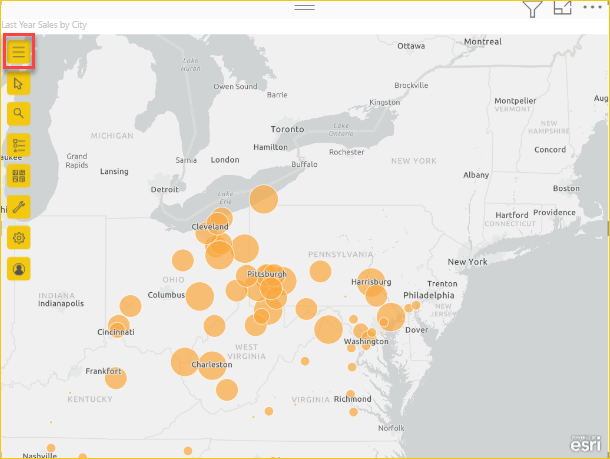 Last Year Sales by City
Montreal
Ottawa
Lake
Huron
Owen Sound
Barrie
Brockville
Kingston
Montpelier
VERMONT
Toronto
Lake
Ontario
NEW
HAMPSHIRE
MICHIGAN
Hamilton
Rochester
Concord
Grand
Rapids
Lansing
Sarnia
London
Buffalo
NEW YORK
Albany
Boston
Detroit
Lake
Erie
Hartford
Providence
CONNECTICUT
Cleveland
PENNSYLVANIA
New York
Pittsburgh
OHIO
Harrisburg
Trenton
INDIANA
Indianapolis
Columbus
Philadelphia
NEW
JERSEY
Cincinnati
Dover
Washington
WEST
VIRGINIA
Charleston
Frankfort
KENTUCKY
VIRGINIA
Richmond
Norfolk
Nashville
esri